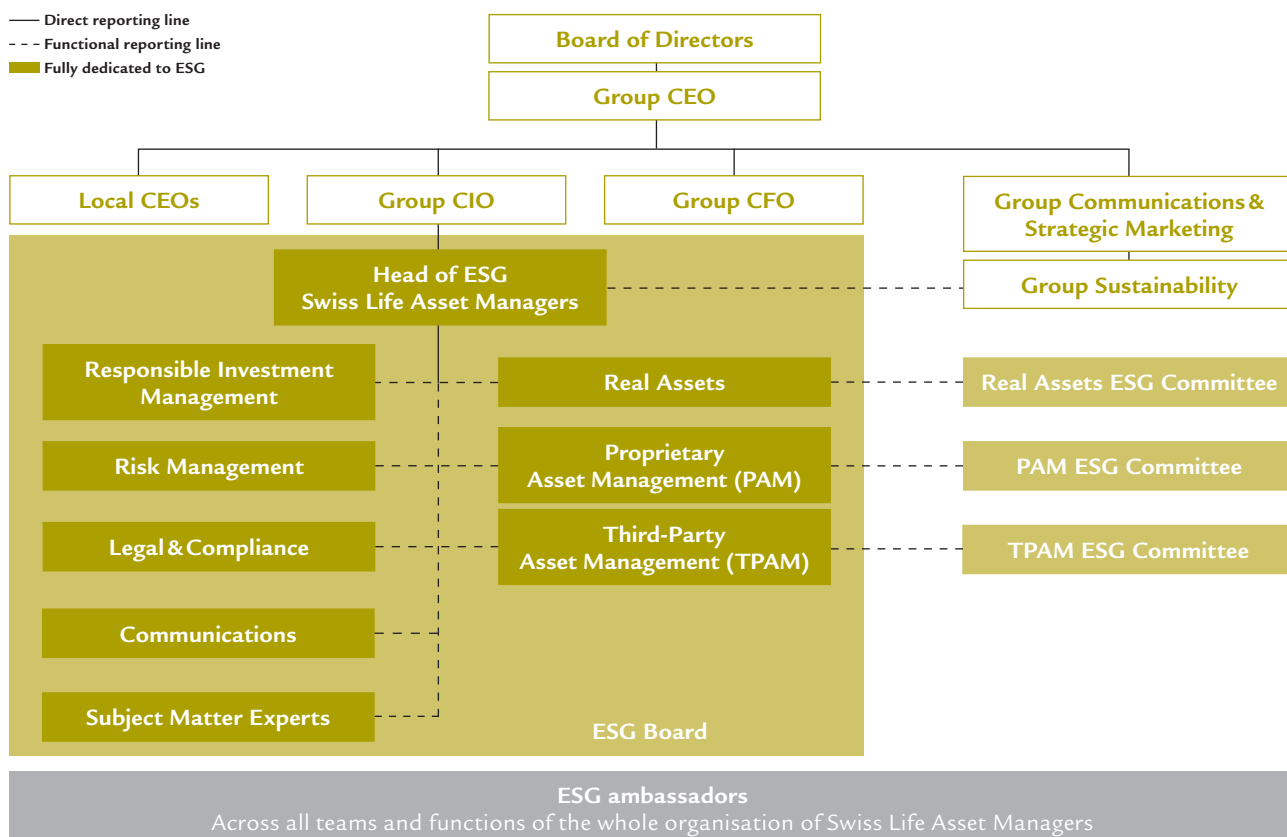 Direct reporting line
Functional reporting line
Fully dedicated to ESG
Board of Directors
Group CEO
Local CEOs
Group CIO
Group CFO
Group Communications & Strategic Marketing
Head of ESG
Swiss Life Asset Managers
Group Sustainability
Responsible Investment
Management
Real Assets
Real Assets ESG Committee
Risk Management
Proprietary
Asset Management (PAM)
PAM ESG Committee
Legal & Compliance
Third-Party
Asset Management (TPAM)
TPAM ESG Committee
Communications
Subject Matter Experts
ESG Board
ESG ambassadors
Across all teams and functions of the whole organisation of Swiss Life Asset Managers